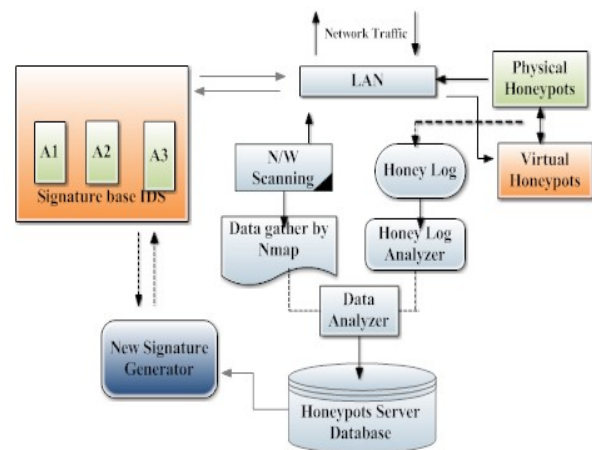 Network Traffic
LAN
Physical
Honeypots
A1
A2
A3
Signature base IDS
N/W
Scanning
Honey Log
Virtual
Honeypots
Data gather by
Nmap
Honey Log
Analyzer
Data
Analyzer
New Signature
Generator
Honeypots Server
Database